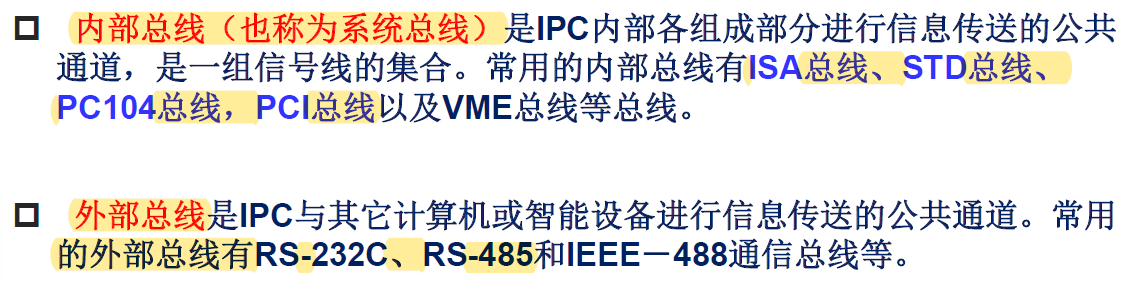 内部总线（也称为系统总线）是IPC内部各组成部分进行信息传送的公共
通道，是一组信号线的集合。常用的内部总线有ISA总线、STD总线、
PC104总线，PCI总线以及VME总线等总线。
外部总线是IPC与其它计算机或智能设备进行信息传送的公共通道。常用
的外部总线有RS-232C、RS-485和IEEE－488通信总线等。